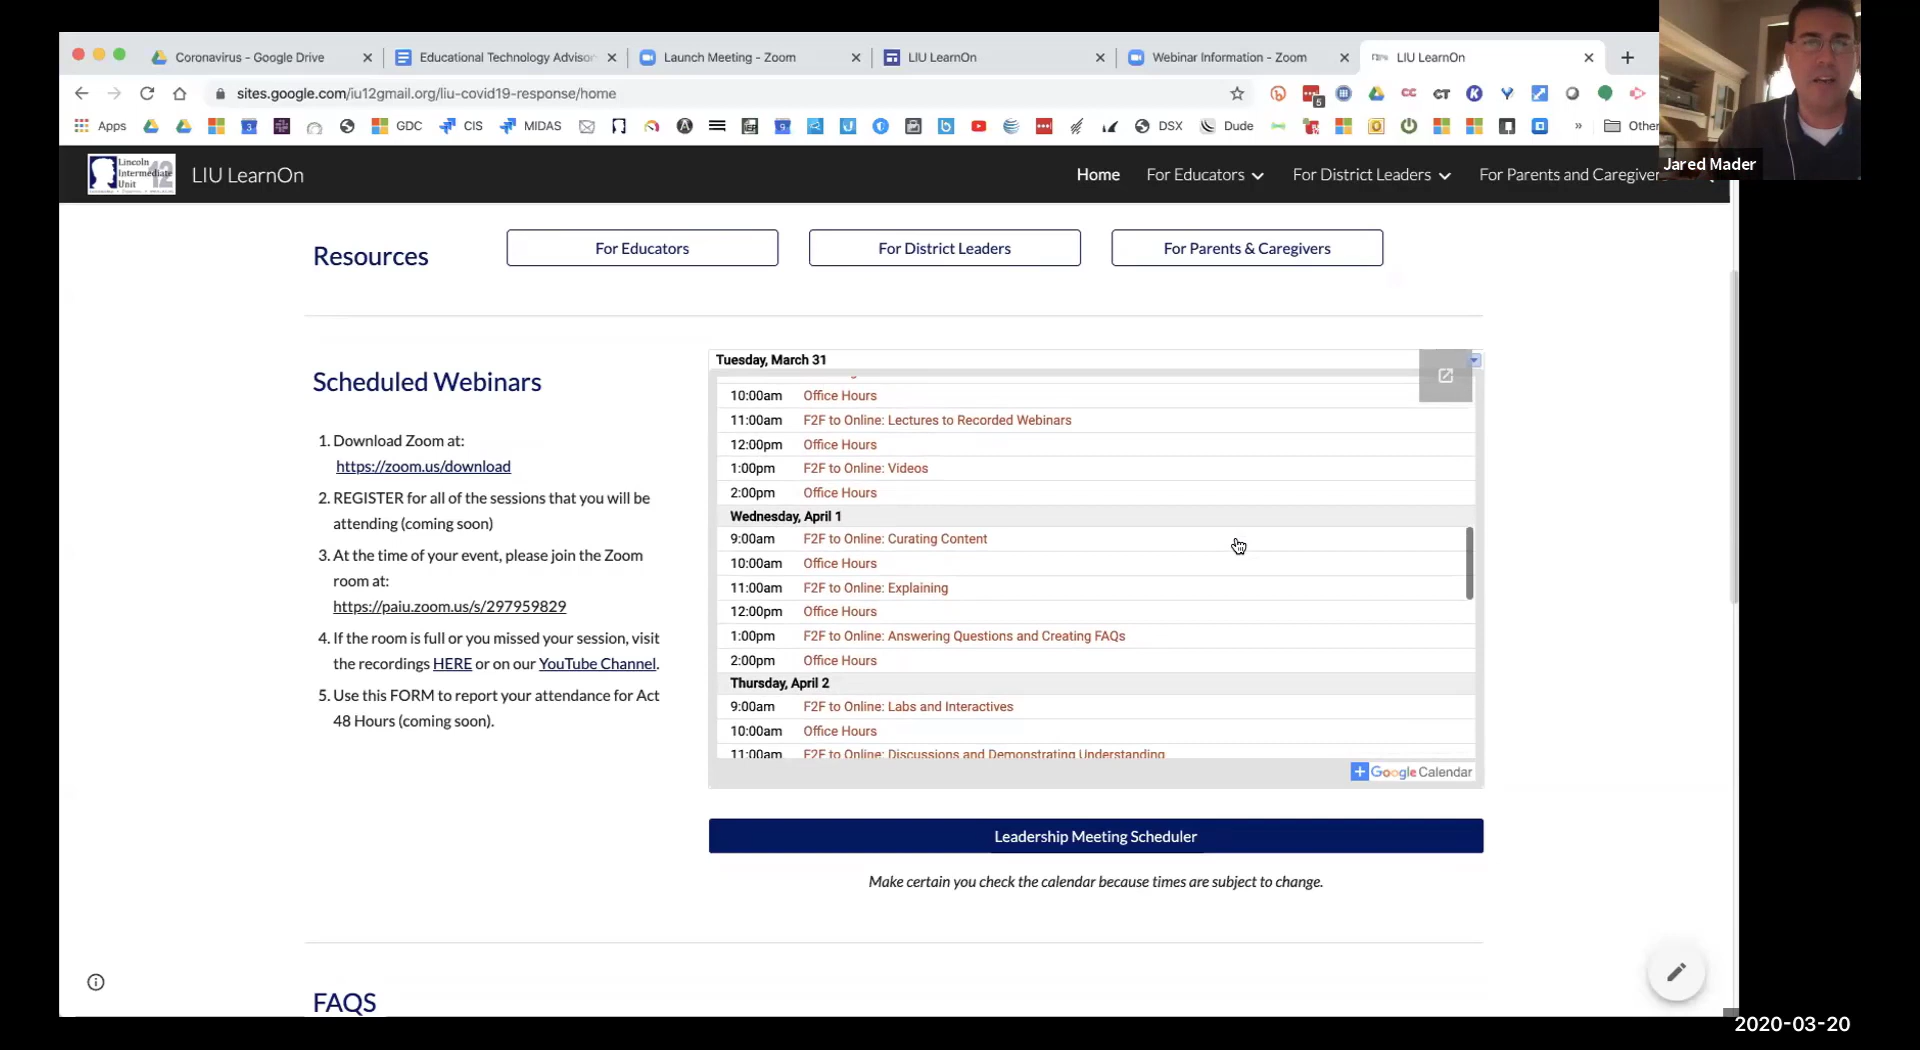 Coronavirus - Google Drive
Educational Technology Advisor
Launch Meeting - Zoom
LIU LearnOn
Webinar Information - Zoom
LIU LearnOn
sites.google.com/iu12gmail.org/liu-covid19-response/home
Apps
GDC
CIS
MIDAS
DSX
Dude
Other
Jared Mader
Lincoln
Intermediate
Unit
12
LIU LearnOn
Home
For Educators
For District Leaders
For Parents and Caregiver
Resources
For Educators
For District Leaders
For Parents & Caregivers
Scheduled Webinars
1. Download Zoom at:
https://zoom.us/download
2. REGISTER for all of the sessions that you will be
attending (coming soon)
3. At the time of your event, please join the Zoom
room at:
https://paiu.zoom.us/s/297959829
4. If the room is full or you missed your session, visit
the recordings HERE or on our YouTube Channel.
5. Use this FORM to report your attendance for Act
48 Hours (coming soon).
Tuesday, March 31
10:00am Office Hours
11:00am F2F to Online: Lectures to Recorded Webinars
12:00pm Office Hours
1:00pm F2F to Online: Videos
2:00pm Office Hours
Wednesday, April 1
9:00am F2F to Online: Curating Content
10:00am Office Hours
11:00am F2F to Online: Explaining
12:00pm Office Hours
1:00pm F2F to Online: Answering Questions and Creating FAQs
2:00pm Office Hours
Thursday, April 2
9:00am F2F to Online: Labs and Interactives
10:00am Office Hours
11:00am F2F to Online: Discussions and Demonstrating Understanding
Google Calendar
Leadership Meeting Scheduler
Make certain you check the calendar because times are subject to change.
FAQS
2020-03-20